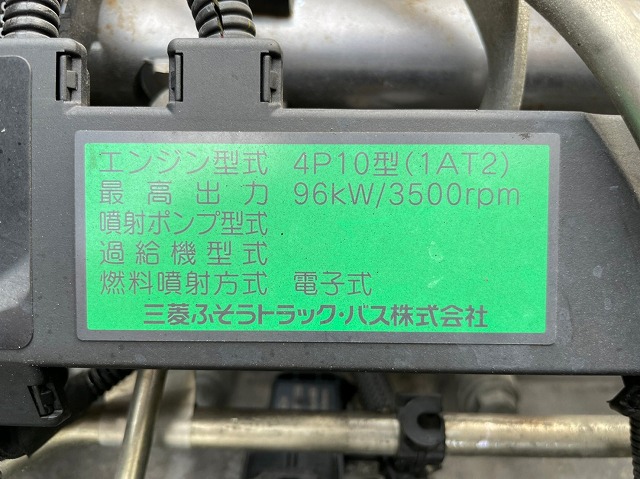 エンジン型式 4P10型(1AT2)
最高出力 96kW/3500rpm
噴射ポンプ型式
過給機型式
燃料噴射方式 電子式
三菱ふそうトラック・バス株式会社